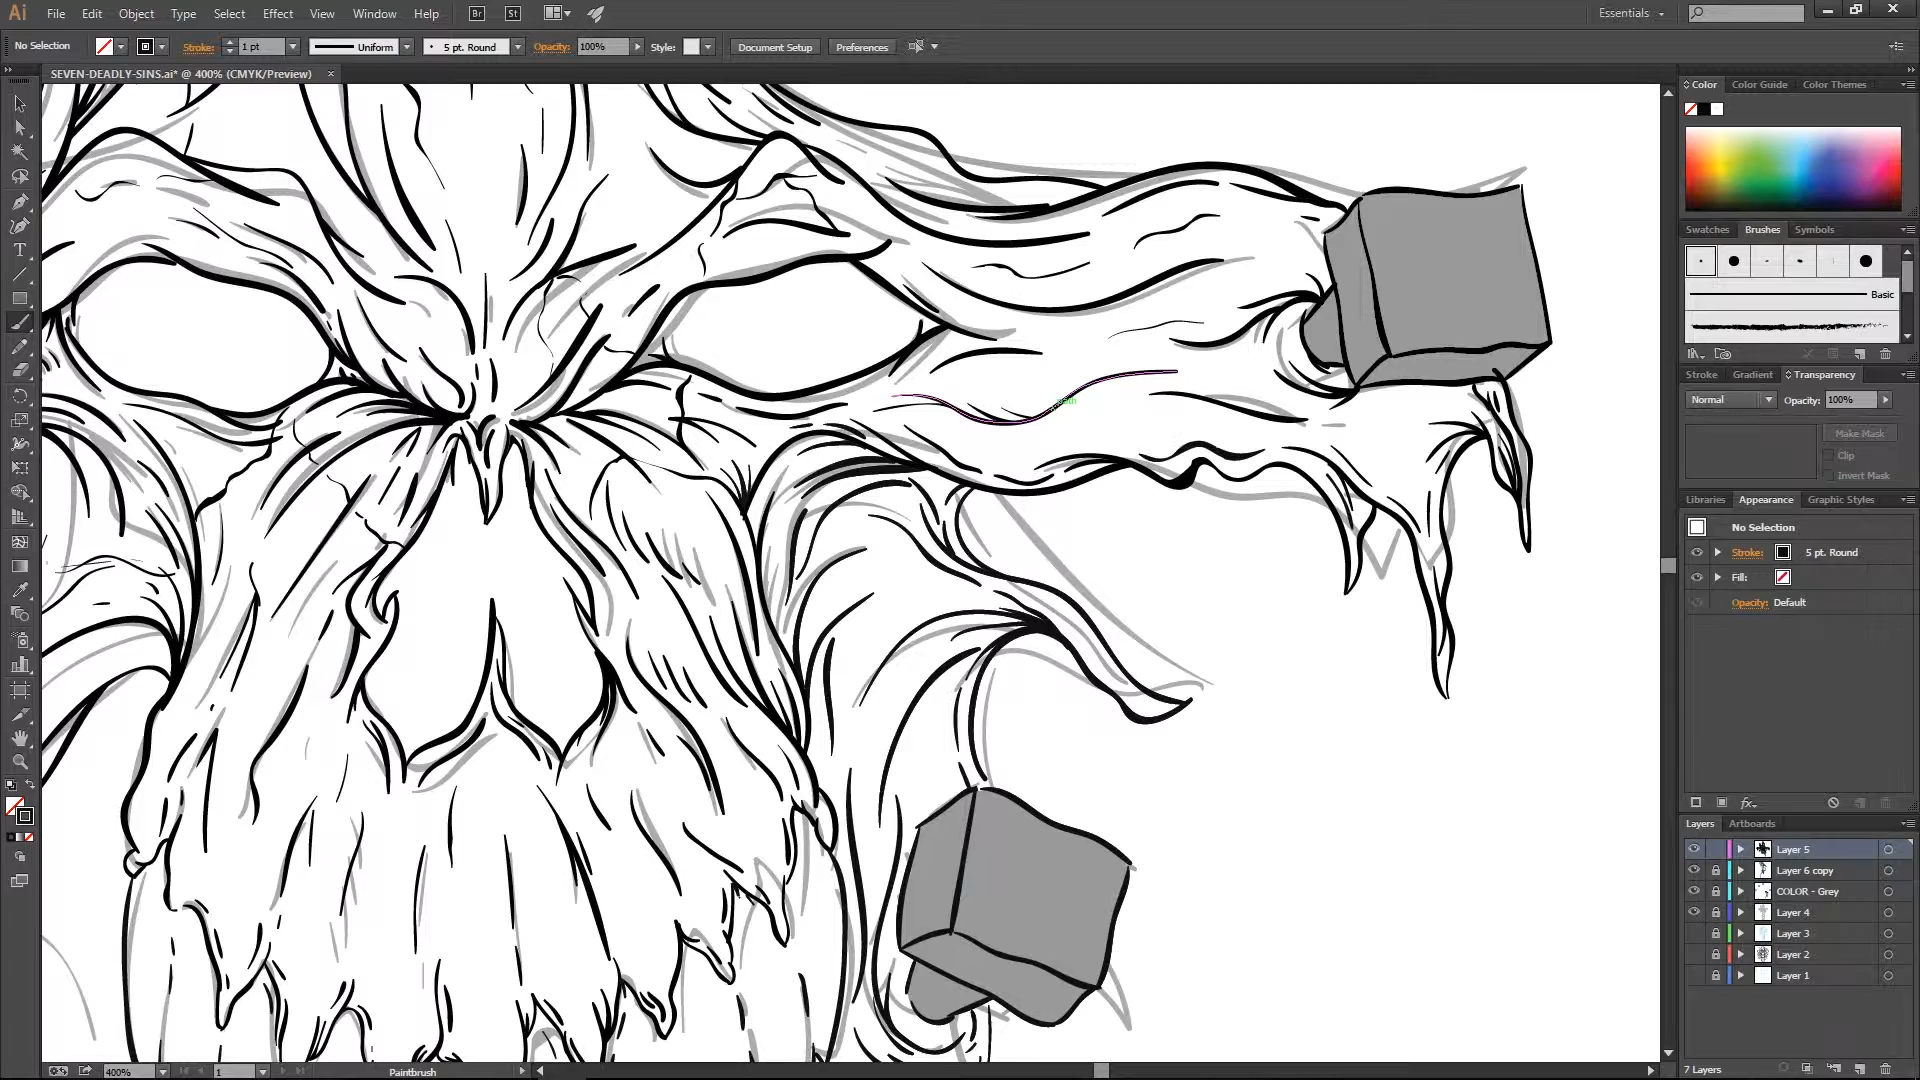 Ai File Edit Object Type Select Effect View Window Help Br St Essentials
No Selection Stroke: 1 pt Uniform 5 pt. Round Opacity: 100% Style: Document Setup Preferences
SEVEN-DEADLY-SINS.ai* @ 400% (CMYK/Preview) ×
Color Color Guide Color Themes
Swatches Brushes Symbols
Basic
Stroke Gradient Transparency
Normal Opacity: 100%
Make Mask
Clip
Invert Mask
Libraries Appearance Graphic Styles
No Selection
Stroke: 5 pt. Round
Fill:
Opacity: Default
fx
Layers Artboards
Layer 5
Layer 6 copy
COLOR - Grey
Layer 4
Layer 3
Layer 2
Layer 1
7 Layers
400% 1 Paintbrush